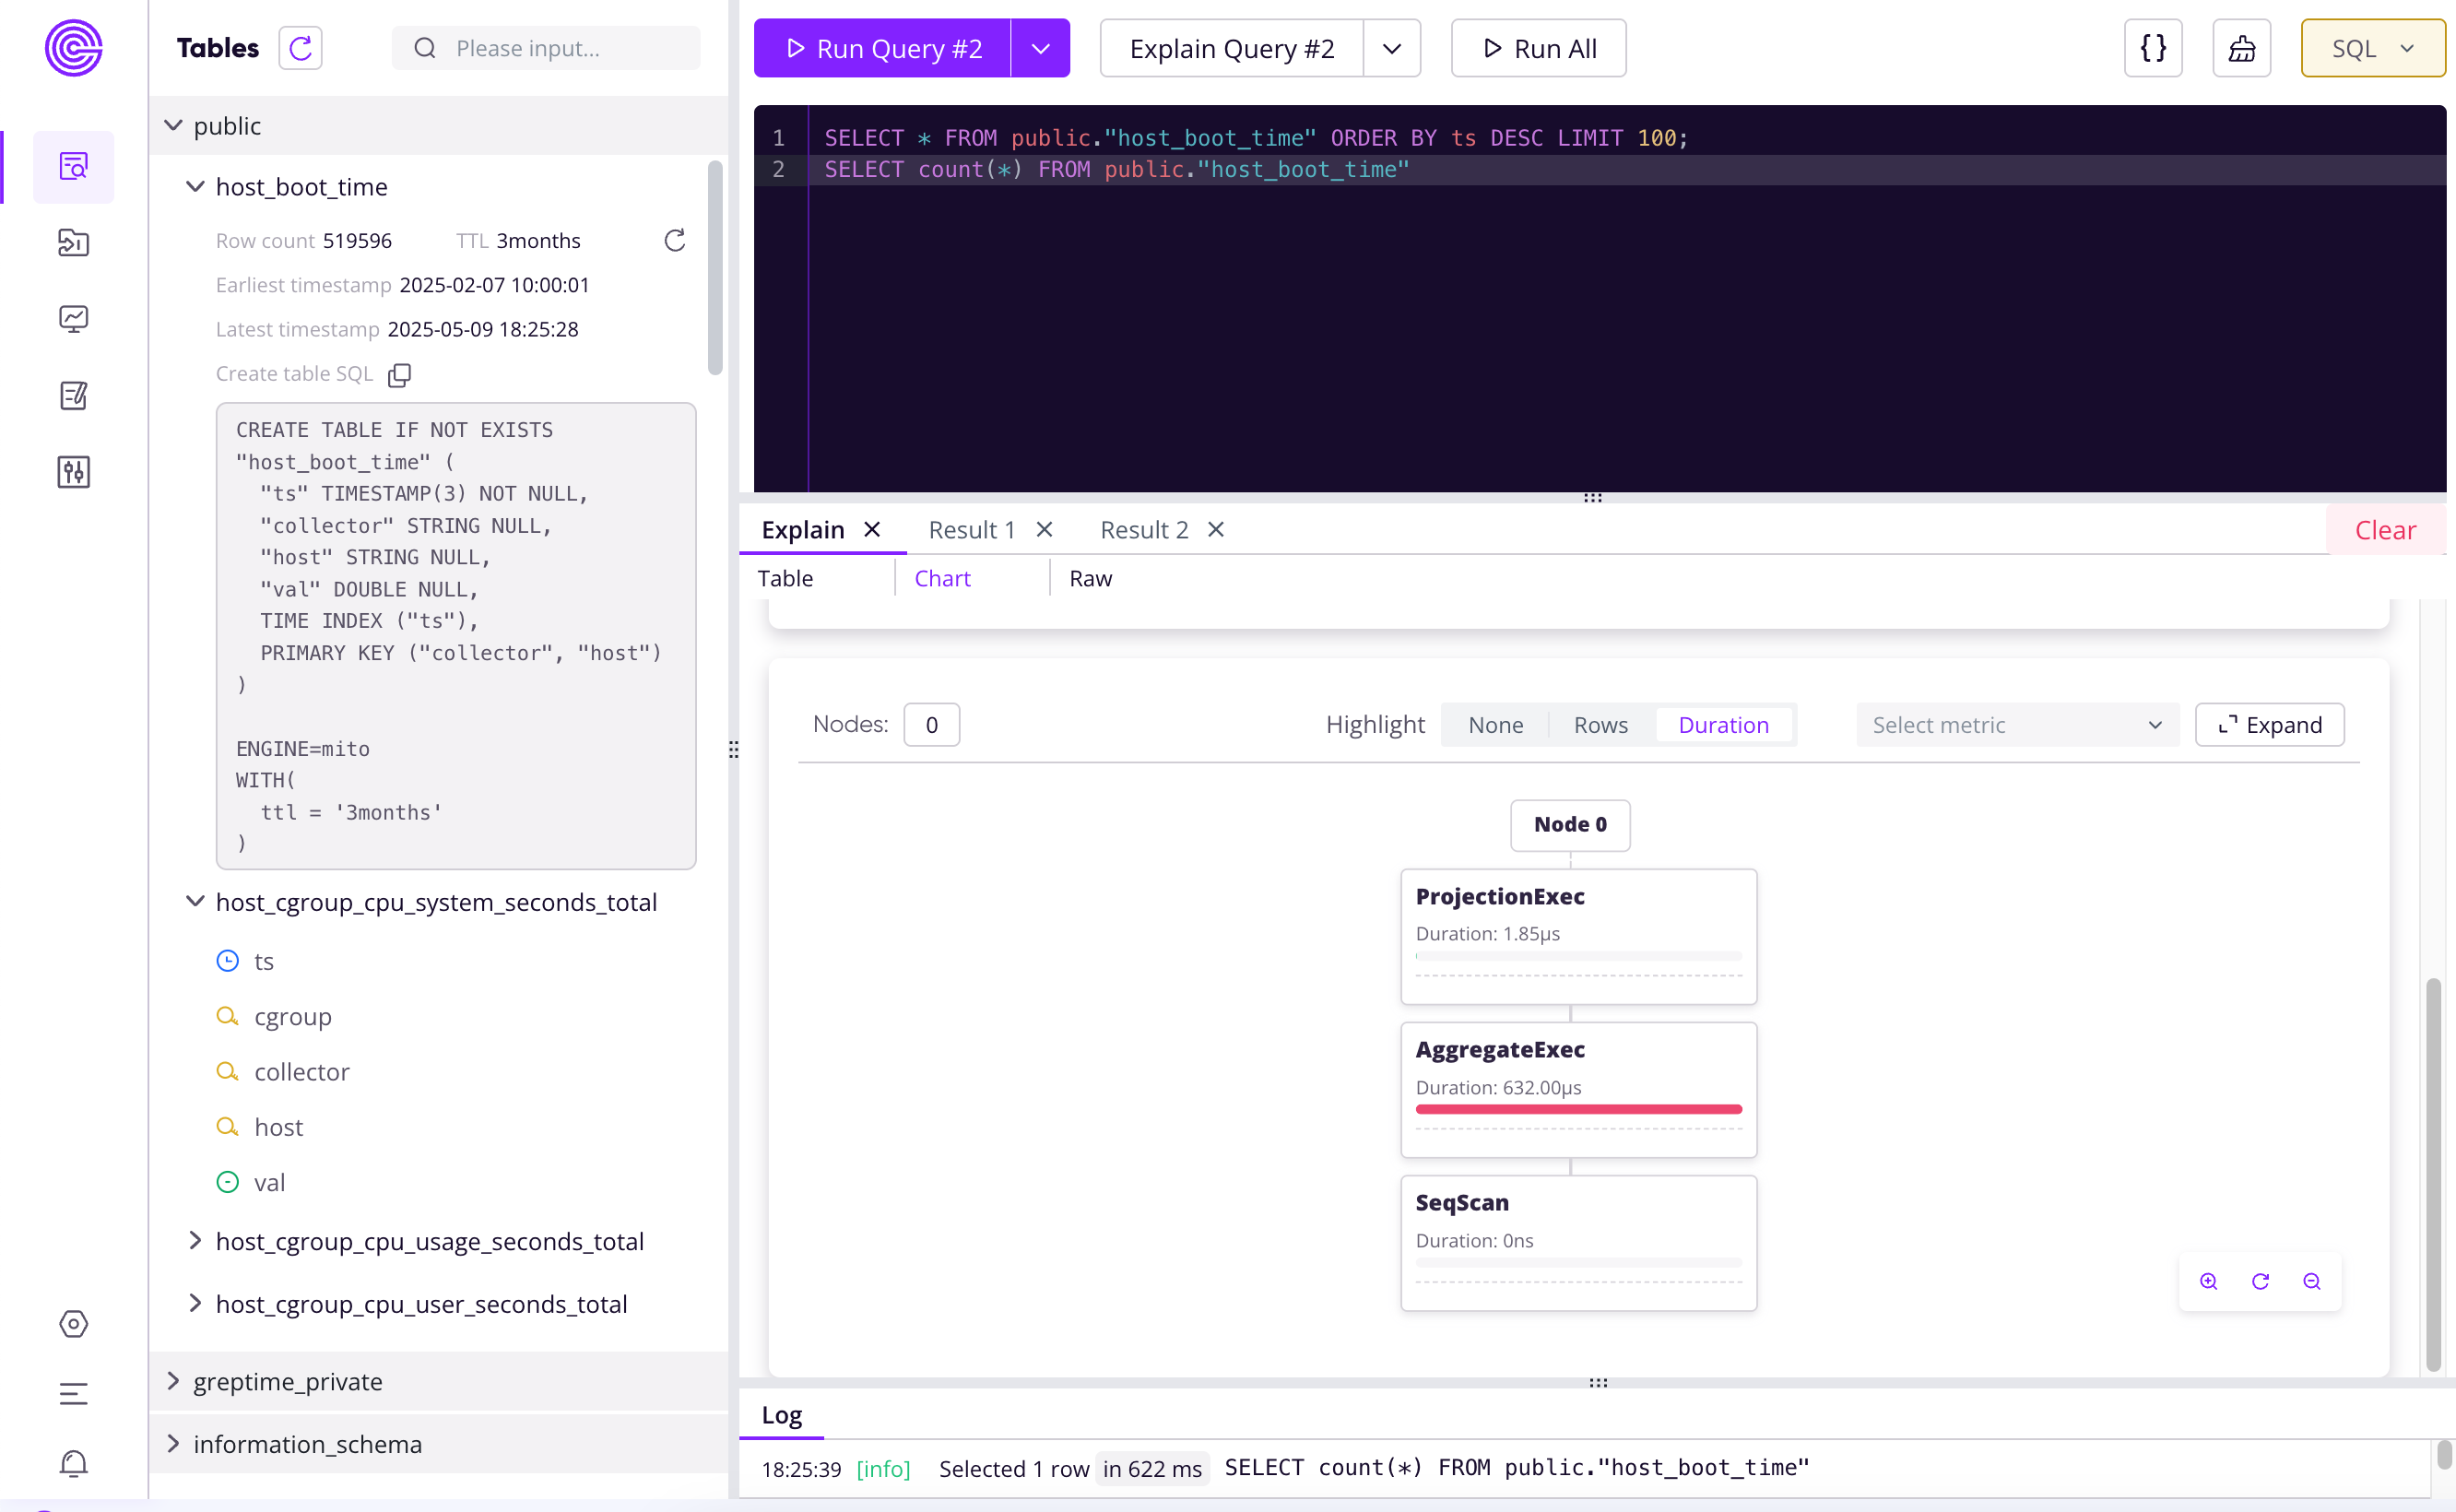 Tables
Please input...
public
host_boot_time
Row count 519596 TTL 3months
Earliest timestamp 2025-02-07 10:00:01
Latest timestamp 2025-05-09 18:25:28
Create table SQL
CREATE TABLE IF NOT EXISTS
"host_boot_time" (
"ts" TIMESTAMP(3) NOT NULL,
"collector" STRING NULL,
"host" STRING NULL,
"val" DOUBLE NULL,
TIME INDEX ("ts"),
PRIMARY KEY ("collector", "host")
)
ENGINE=mito
WITH(
ttl = '3months'
)
host_cgroup_cpu_system_seconds_total
ts
cgroup
collector
host
val
host_cgroup_cpu_usage_seconds_total
host_cgroup_cpu_user_seconds_total
greptime_private
information_schema
Run Query #2
Explain Query #2
Run All
{}
SQL
1 SELECT * FROM public."host_boot_time" ORDER BY ts DESC LIMIT 100;
2 SELECT count(*) FROM public."host_boot_time"
Explain Result 1 Result 2 Clear
Table Chart Raw
Nodes: 0 Highlight None Rows Duration Select metric Expand
Node 0
ProjectionExec
Duration: 1.85µs
AggregateExec
Duration: 632.00µs
SeqScan
Duration: 0ns
Log
18:25:39 [info] Selected 1 row in 622 ms SELECT count(*) FROM public."host_boot_time"